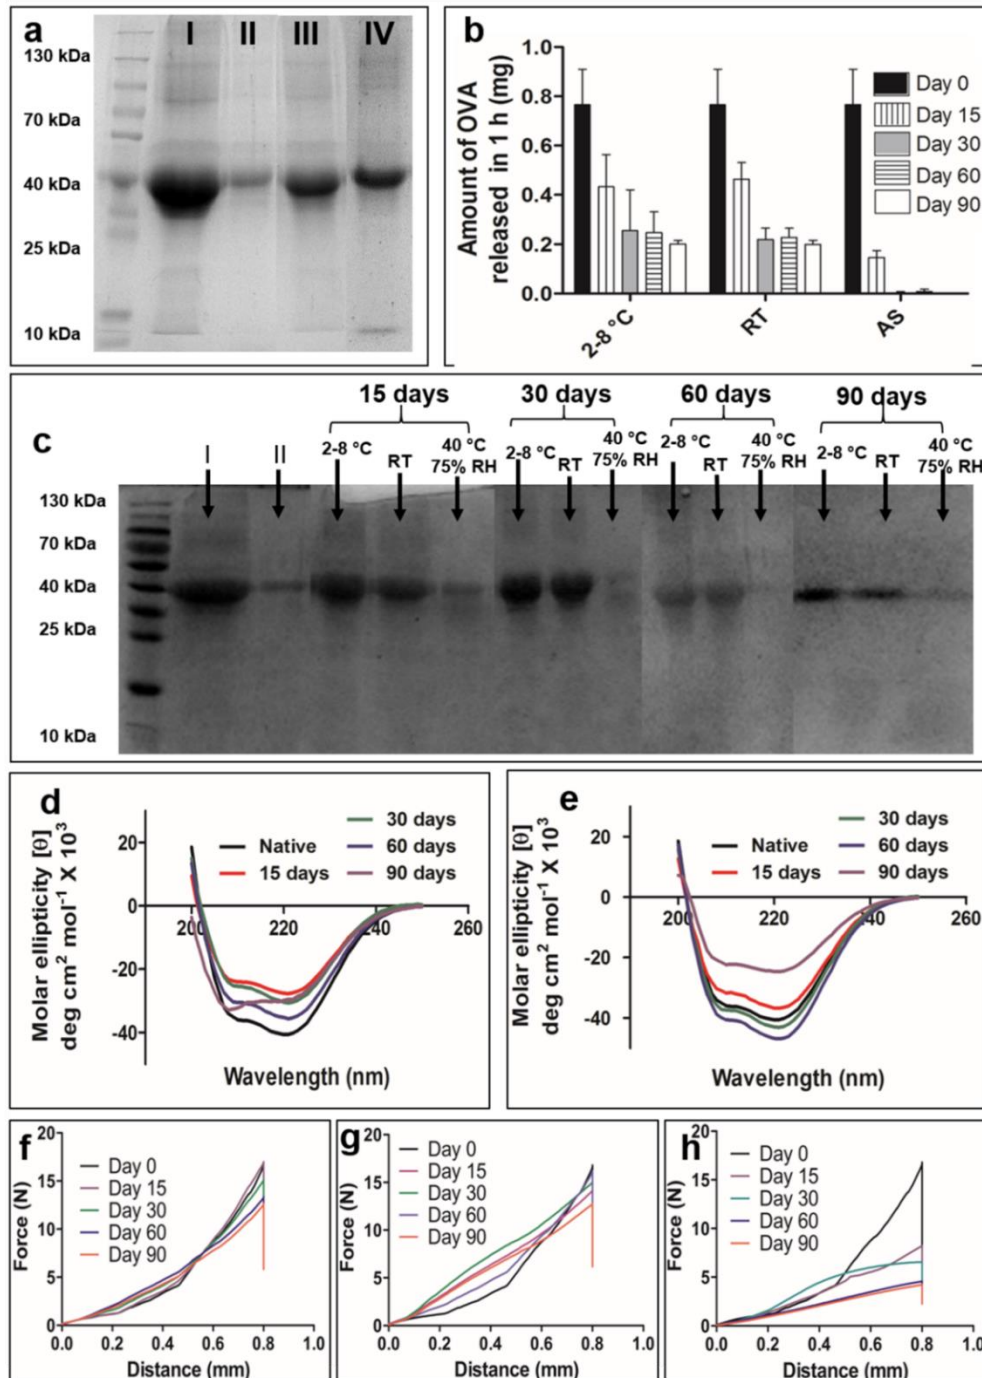 a
I II III IV
130 kDa
70 kDa
40 kDa
25 kDa
10 kDa
b
Amount of OVA
released in 1 h (mg)
1.0
0.8
0.6
0.4
0.2
0.0
Day 0
Day 15
Day 30
Day 60
Day 90
2-8 °C
RT
AS
c
15 days 30 days 60 days 90 days
I II 2-8 °C RT 40 °C 75% RH 2-8 °C RT 40 °C 75% RH 2-8 °C RT 40 °C 75% RH 2-8 °C RT 40 °C 75% RH
130 kDa
70 kDa
40 kDa
25 kDa
10 kDa
d
Molar ellipticity [θ]
deg cm² mol⁻¹ X 10³
20
0
-20
-40
200 220 240 260
Native
15 days
30 days
60 days
90 days
Wavelength (nm)
e
Molar ellipticity [θ]
deg cm² mol⁻¹ X 10³
20
0
-20
-40
200 220 240 260
Native
15 days
30 days
60 days
90 days
Wavelength (nm)
f
Force (N)
20
15
10
5
0
Day 0
Day 15
Day 30
Day 60
Day 90
0.0 0.2 0.4 0.6 0.8 1.0
Distance (mm)
g
Force (N)
20
15
10
5
0
Day 0
Day 15
Day 30
Day 60
Day 90
0.0 0.2 0.4 0.6 0.8 1.0
Distance (mm)
h
Force (N)
20
15
10
5
0
Day 0
Day 15
Day 30
Day 60
Day 90
0.0 0.2 0.4 0.6 0.8 1.0
Distance (mm)